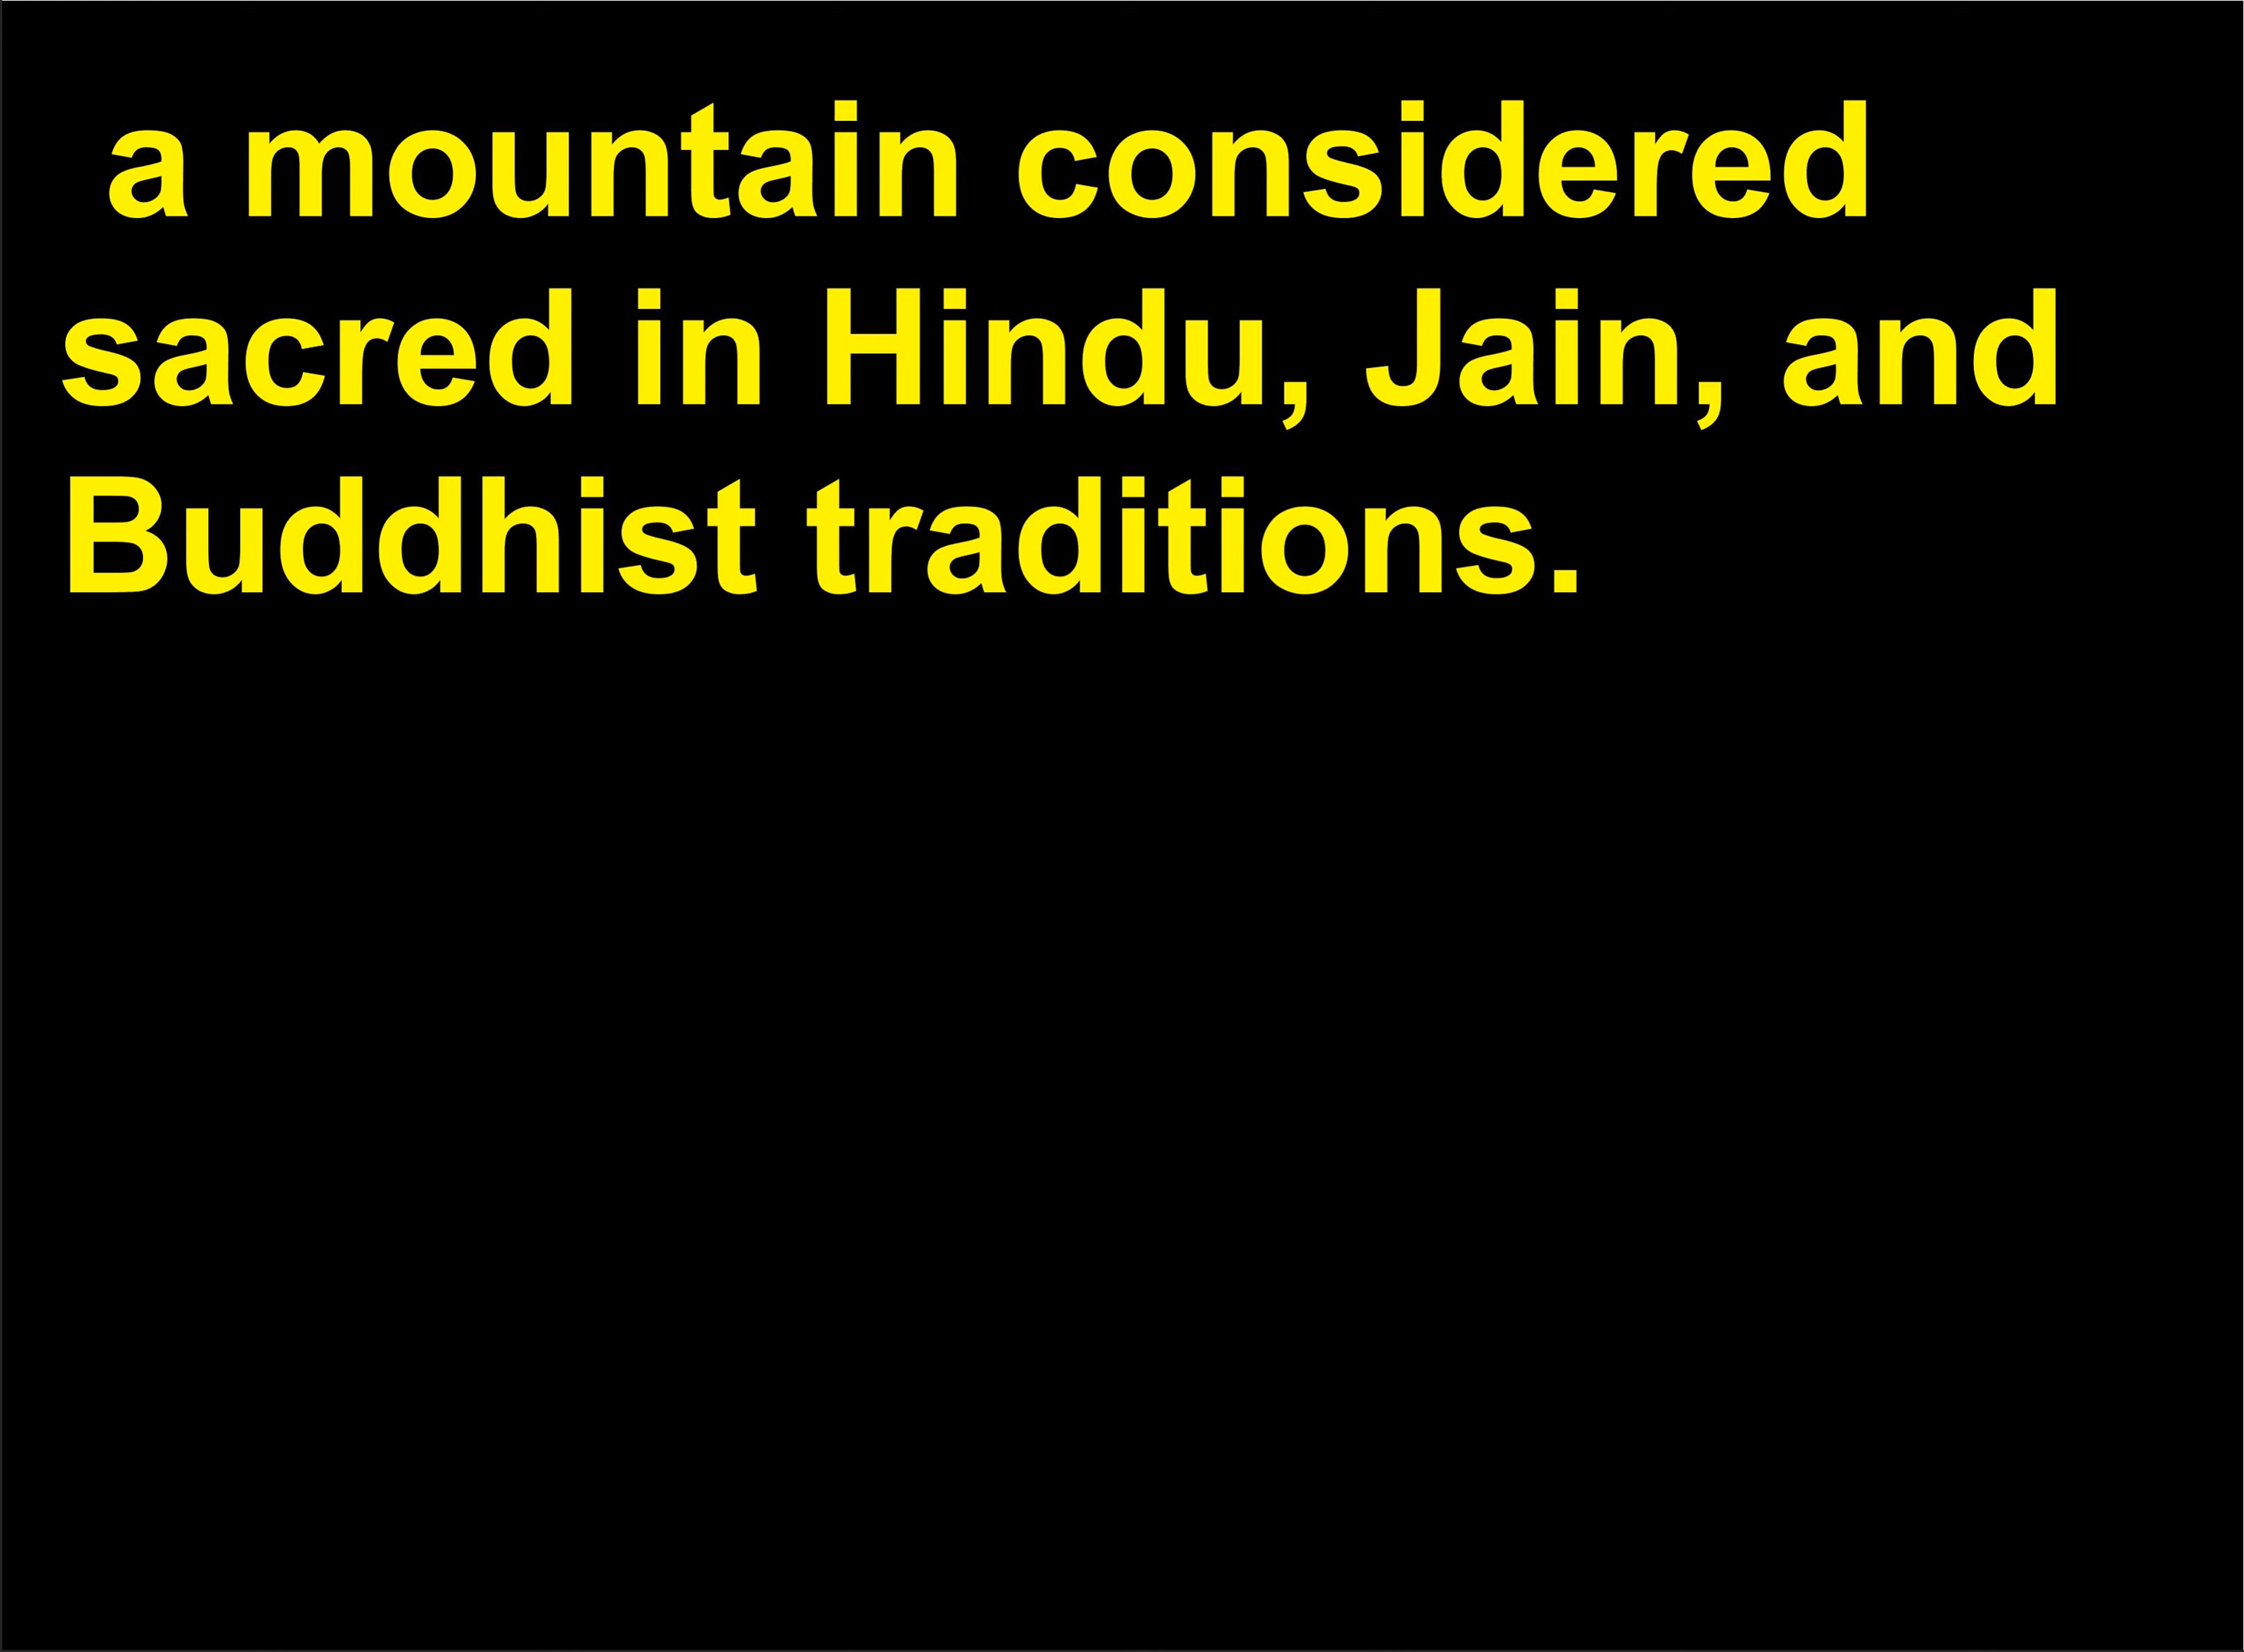 a mountain considered
sacred in Hindu, Jain, and
Buddhist traditions.